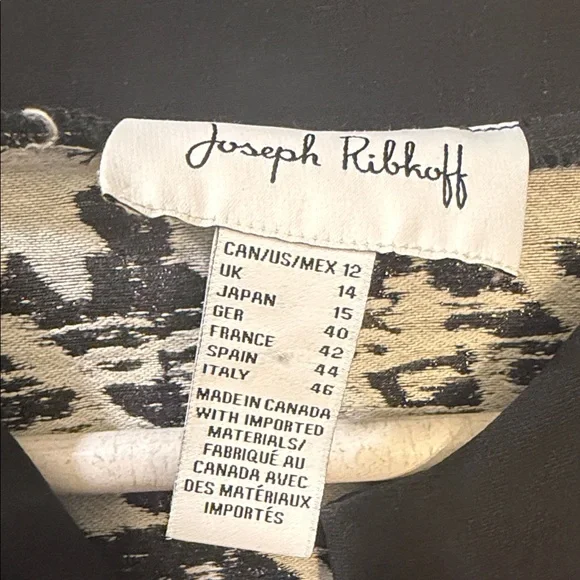 Joseph Ribkoff
CAN/US/MEX 12
UK 14
JAPAN 15
GER 40
FRANCE 42
SPAIN 44
ITALY 46
MADE IN CANADA
WITH IMPORTED
MATERIALS/
FABRIQUÉ AU
CANADA AVEC
DES MATÉRIAUX
IMPORTÉS